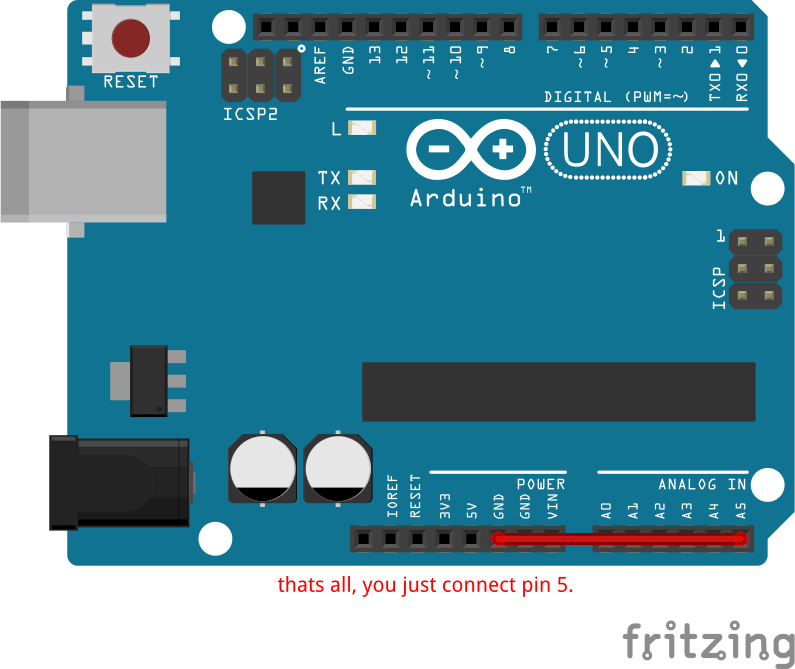 RESET
AREF
GND
13
12
~11
~10
~9
8
7
~6
~5
4
~3
2
TX0▶1
RX0◀0
ICSP2
DIGITAL (PWM=~)
L
TX
RX
UNO
Arduino™
ON
1
ICSP
POWER
ANALOG IN
IOREF
RESET
3V3
5V
GND
GND
VIN
A0
A1
A2
A3
A4
A5
thats all, you just connect pin 5.
fritzing